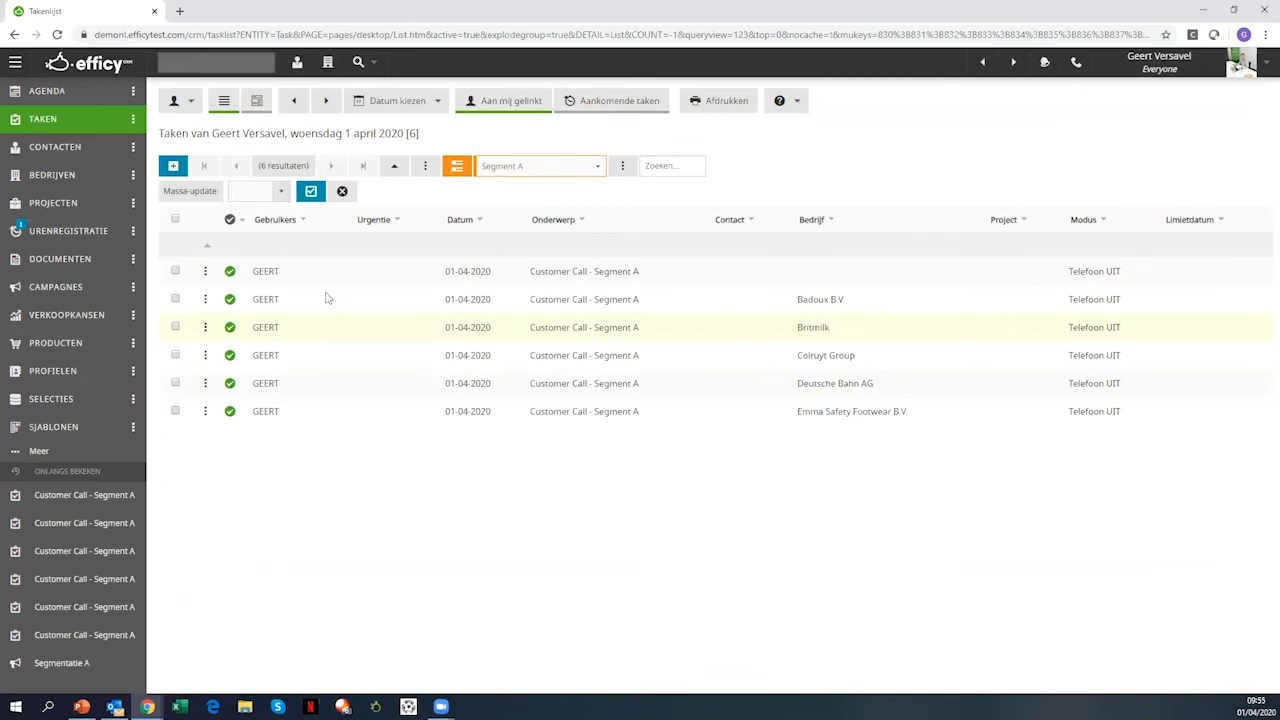 Takenlijst
demonl.efficytest.com/crm/tasklist?ENTITY=Task&PAGE=pages/desktop/List.htm&active=true&explodegroup=true&DETAIL=List&COUNT=-1&queryview=123&top=0&nocache=t&mukeys=830%3B831%3B832%3B833%3B834%3B835%3B836%3B837%3B...
efficy CRM
Geert Versavel
Everyone
AGENDA
TAKEN
CONTACTEN
BEDRIJVEN
PROJECTEN
1
URENREGISTRATIE
DOCUMENTEN
CAMPAGNES
VERKOOPKANSEN
PRODUCTEN
PROFIELEN
SELECTIES
SJABLONEN
Meer
ONLANGS BEKEKEN
Customer Call - Segment A
Customer Call - Segment A
Customer Call - Segment A
Customer Call - Segment A
Customer Call - Segment A
Customer Call - Segment A
Segmentatie A
Datum kiezen Aan mij gelinkt Aankomende taken Afdrukken
Taken van Geert Versavel, woensdag 1 april 2020 [6]
(6 resultaten) Segment A Zoeken...
Massa-update:
Gebruikers Urgentie Datum Onderwerp Contact Bedrijf Project Modus Limietdatum
GEERT 01-04-2020 Customer Call - Segment A Telefoon UIT
GEERT 01-04-2020 Customer Call - Segment A Badoux B.V. Telefoon UIT
GEERT 01-04-2020 Customer Call - Segment A Britmilk Telefoon UIT
GEERT 01-04-2020 Customer Call - Segment A Colruyt Group Telefoon UIT
GEERT 01-04-2020 Customer Call - Segment A Deutsche Bahn AG Telefoon UIT
GEERT 01-04-2020 Customer Call - Segment A Emma Safety Footwear B.V. Telefoon UIT
09:55
01/04/2020